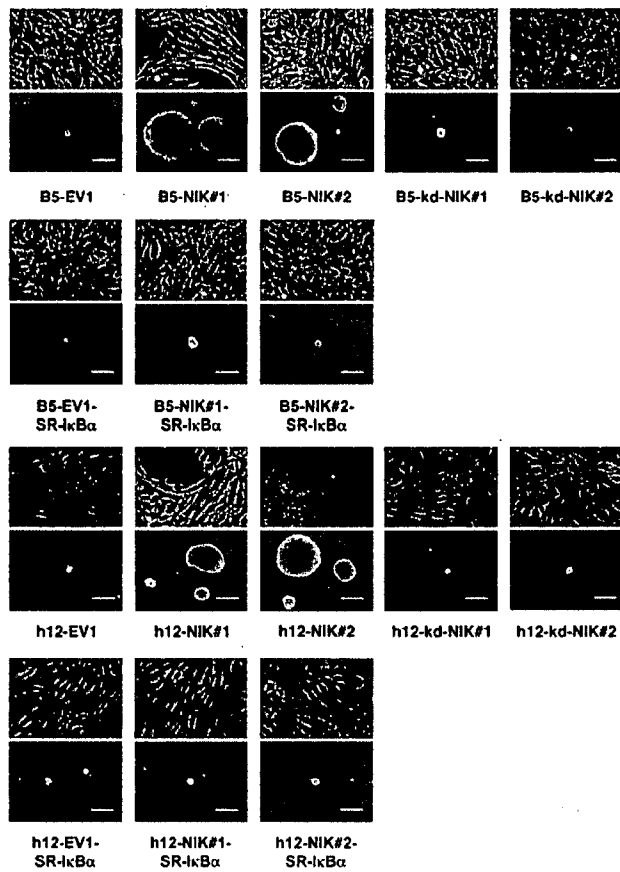 B5-EV1 B5-NIK#1 B5-NIK#2 B5-kd-NIK#1 B5-kd-NIK#2
B5-EV1- B5-NIK#1- B5-NIK#2-
SR-IκBα SR-IκBα SR-IκBα
h12-EV1 h12-NIK#1 h12-NIK#2 h12-kd-NIK#1 h12-kd-NIK#2
h12-EV1- h12-NIK#1- h12-NIK#2-
SR-IκBα SR-IκBα SR-IκBα